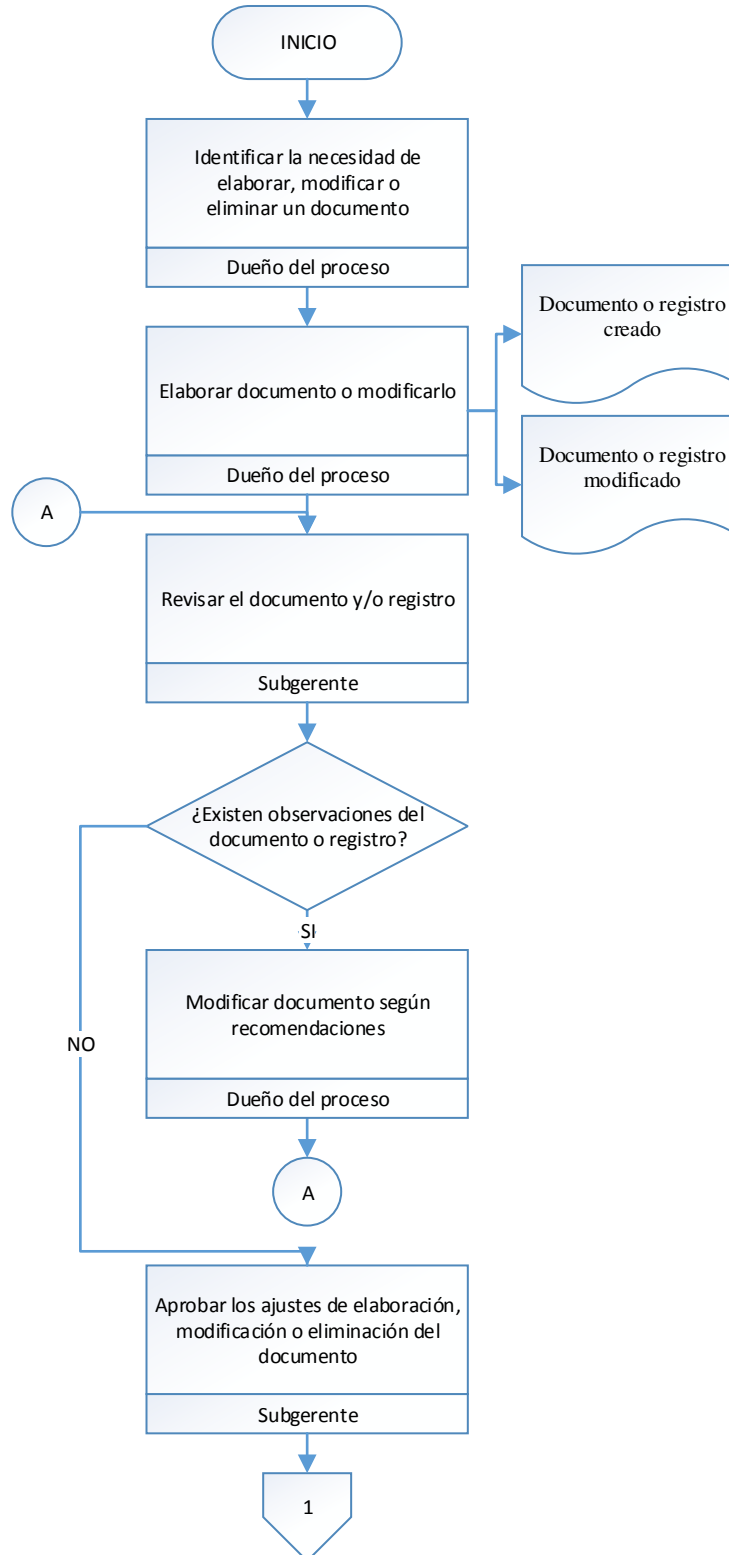 INICIO
Identificar la necesidad de
elaborar, modificar o
eliminar un documento
Dueño del proceso
Elaborar documento o modificarlo
Dueño del proceso
Documento o registro
creado
Documento o registro
modificado
A
Revisar el documento y/o registro
Subgerente
¿Existen observaciones del
documento o registro?
SI
Modificar documento según
recomendaciones
Dueño del proceso
NO
A
Aprobar los ajustes de elaboración,
modificación o eliminación del
documento
Subgerente
1